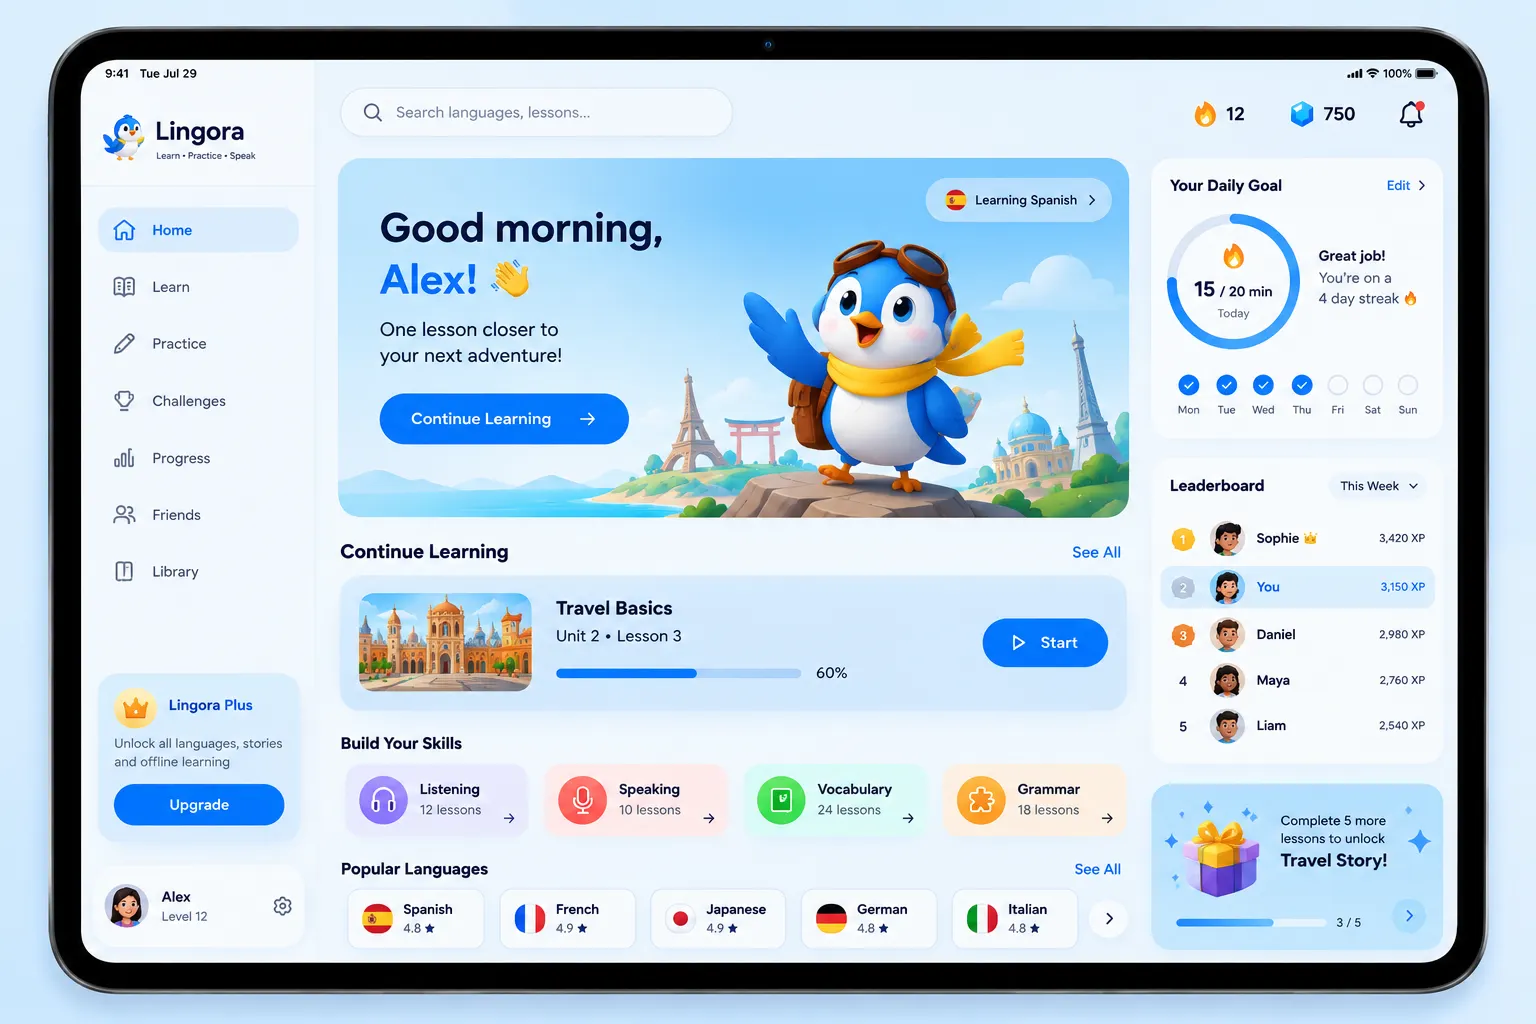 9:41 Tue Jul 29
100%
Lingora
Learn • Practice • Speak
Search languages, lessons...
12
750
Home
Learn
Practice
Challenges
Progress
Friends
Library
Lingora Plus
Unlock all languages, stories
and offline learning
Upgrade
Alex
Level 12
Learning Spanish
Good morning,
Alex!
One lesson closer to
your next adventure!
Continue Learning
Continue Learning
See All
Travel Basics
Unit 2 • Lesson 3
60%
Start
Build Your Skills
Listening
12 lessons
Speaking
10 lessons
Vocabulary
24 lessons
Grammar
18 lessons
Popular Languages
See All
Spanish
4.8
French
4.9
Japanese
4.9
German
4.8
Italian
4.8
Your Daily Goal
Edit
15 / 20 min
Today
Great job!
You're on a
4 day streak
Mon Tue Wed Thu Fri Sat Sun
Leaderboard
This Week
1 Sophie 3,420 XP
2 You 3,150 XP
3 Daniel 2,980 XP
4 Maya 2,760 XP
5 Liam 2,540 XP
Complete 5 more
lessons to unlock
Travel Story!
3 / 5